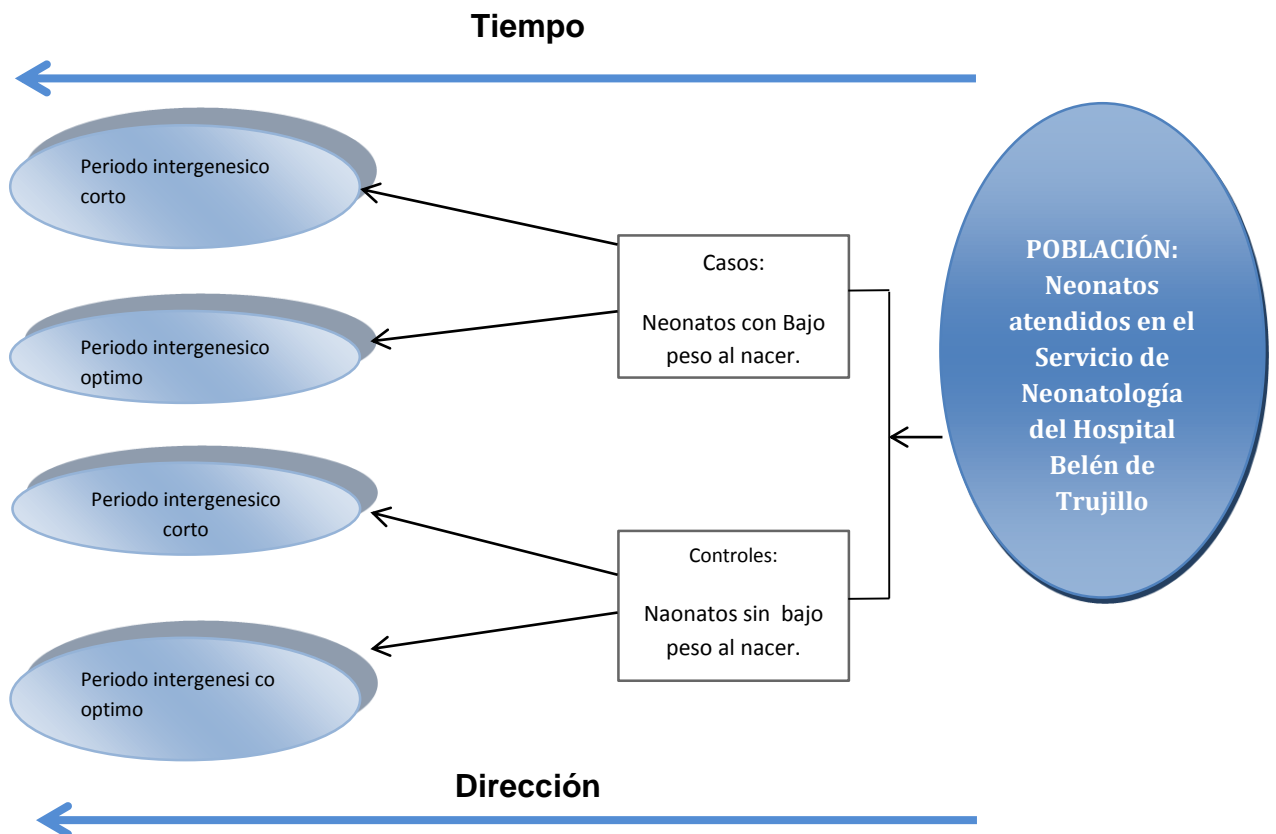 Tiempo
Periodo intergenesico
corto
Periodo intergenesico
optimo
Periodo intergenesico
corto
Periodo intergenesi co
optimo
Casos:
Neonatos con Bajo
peso al nacer.
Controles:
Naonatos sin bajo
peso al nacer.
POBLACIÓN:
Neonatos
atendidos en el
Servicio de
Neonatología
del Hospital
Belén de
Trujillo
Dirección